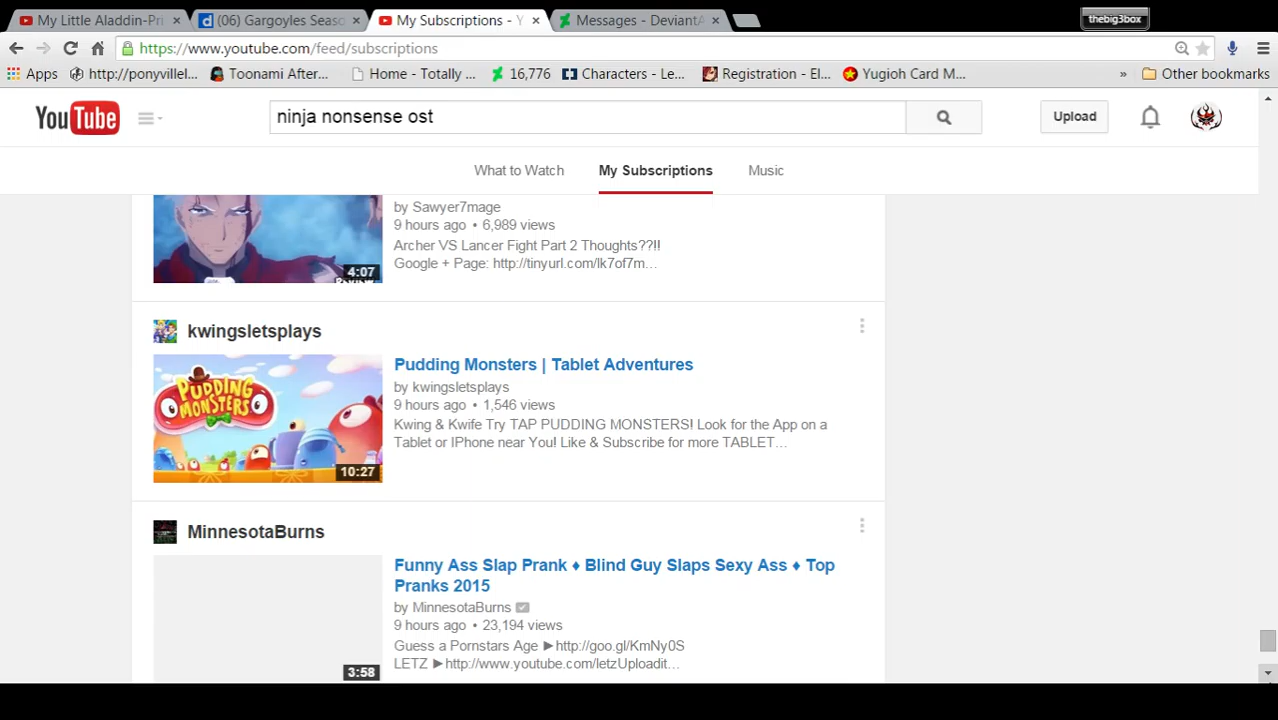 My Little Aladdin-Pri
(06) Gargoyles Seaso
My Subscriptions - Y
Messages - DeviantA
thebig3box
https://www.youtube.com/feed/subscriptions
Apps
http://ponyvillel...
Toonami After...
Home - Totally ...
16,776
Characters - Le...
Registration - El...
Yugioh Card M...
»
Other bookmarks
YouTube
ninja nonsense ost
Upload
What to Watch
My Subscriptions
Music
by Sawyer7mage
9 hours ago • 6,989 views
Archer VS Lancer Fight Part 2 Thoughts??!!
Google + Page: http://tinyurl.com/lk7of7m...
4:07
kwingsletsplays
PUDDING MONSTERS
10:27
Pudding Monsters | Tablet Adventures
by kwingsletsplays
9 hours ago • 1,546 views
Kwing & Kwife Try TAP PUDDING MONSTERS! Look for the App on a
Tablet or IPhone near You! Like & Subscribe for more TABLET...
MinnesotaBurns
Funny Ass Slap Prank ♦ Blind Guy Slaps Sexy Ass ♦ Top
Pranks 2015
by MinnesotaBurns
9 hours ago • 23,194 views
Guess a Pornstars Age ►http://goo.gl/KmNy0S
LETZ ►http://www.youtube.com/letzUploadit...
3:58